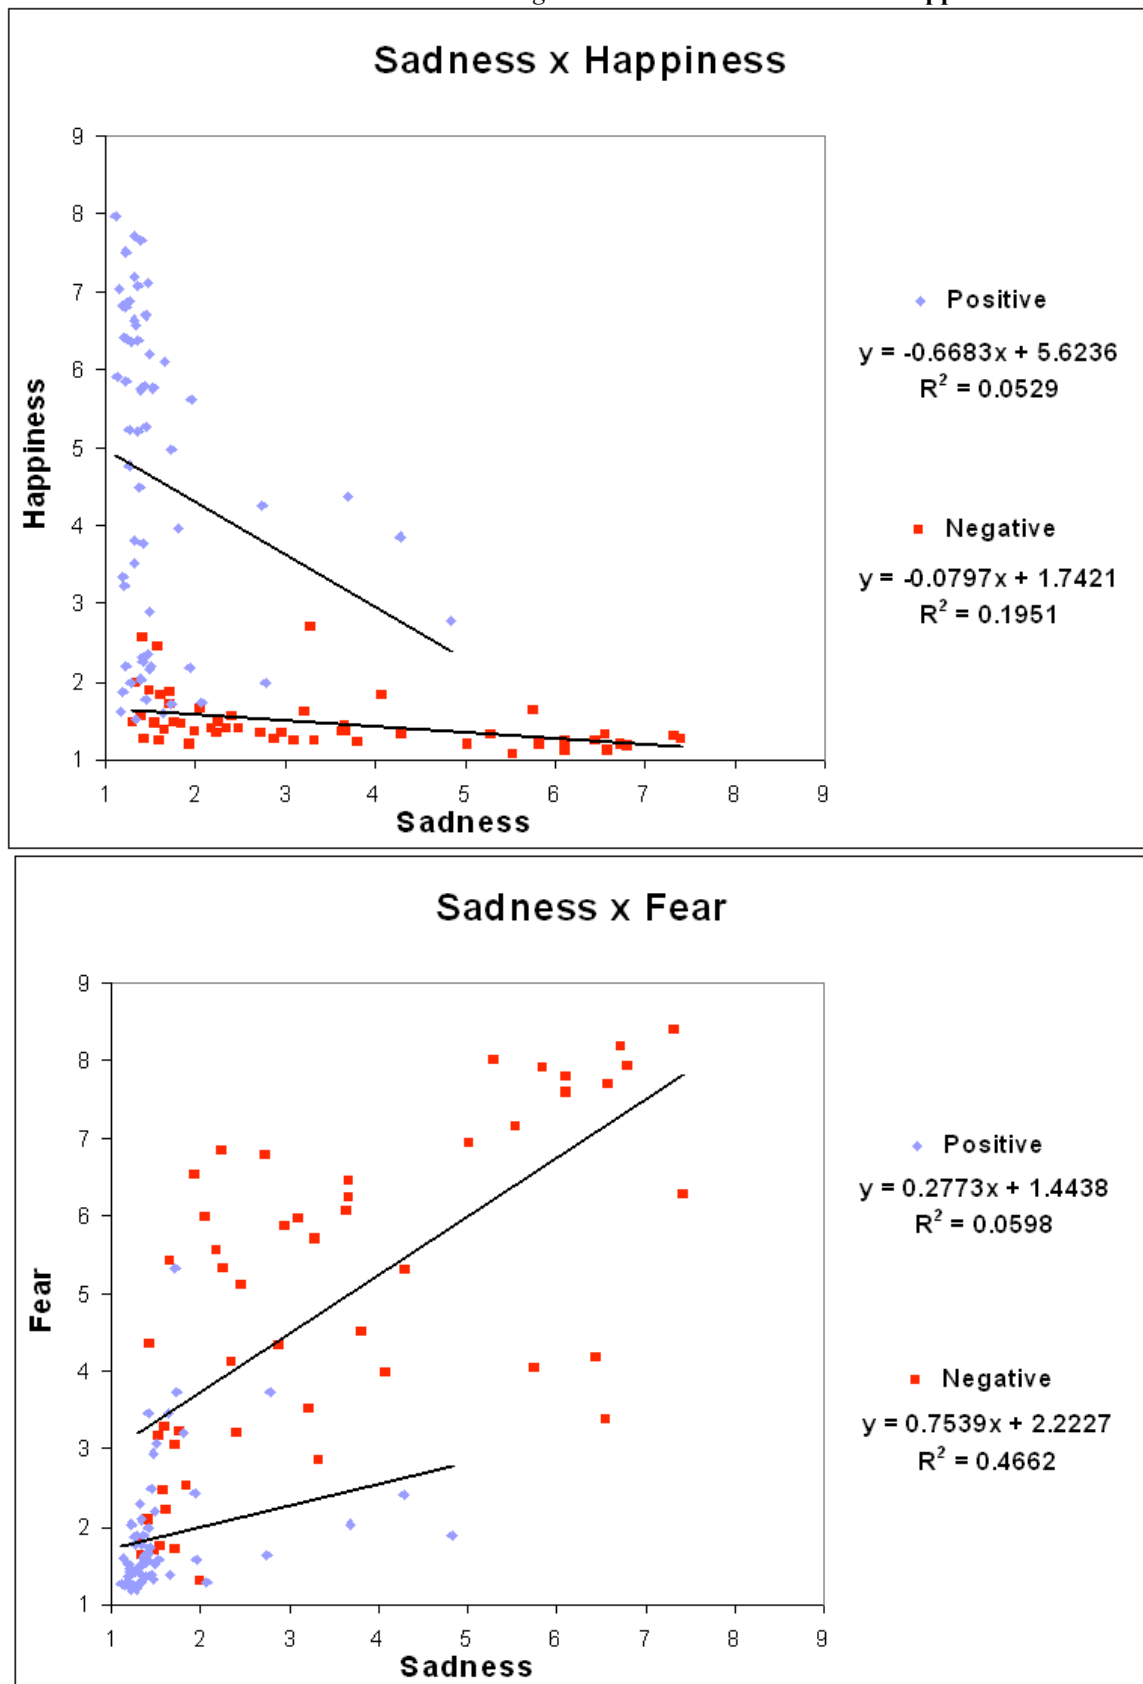 Sadness x Happiness
9
8
7
6
5
4
3
2
1
Happiness
1 2 3 4 5 6 7 8 9
Sadness
Positive
y = -0.6683x + 5.6236
R² = 0.0529
Negative
y = -0.0797x + 1.7421
R² = 0.1951
Sadness x Fear
9
8
7
6
5
4
3
2
1
Fear
1 2 3 4 5 6 7 8 9
Sadness
Positive
y = 0.2773x + 1.4438
R² = 0.0598
Negative
y = 0.7539x + 2.2227
R² = 0.4662